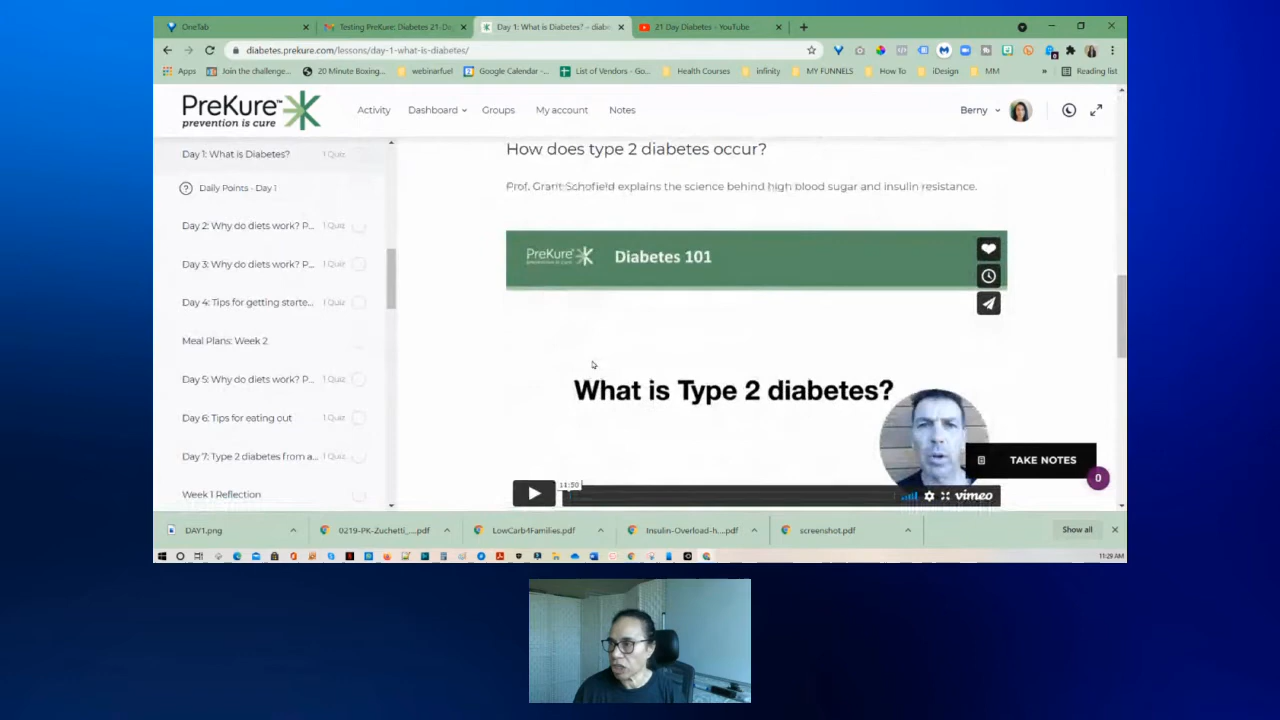 OneTab
Testing PreKure: Diabetes 21-Da
Day 1: What is Diabetes? – diabe
21 Day Diabetes - YouTube
diabetes.prekure.com/lessons/day-1-what-is-diabetes/
Apps
Join the challenge...
20 Minute Boxing...
webinarfuel
Google Calendar -...
List of Vendors - Go...
Health Courses
infinity
MY FUNNELS
How To
iDesign
MM
»
Reading list
PreKure™
prevention is cure
Activity
Dashboard
Groups
My account
Notes
Berny
Day 1: What is Diabetes?
1 Quiz
Daily Points - Day 1
Day 2: Why do diets work? P...
1 Quiz
Day 3: Why do diets work? P...
1 Quiz
Day 4: Tips for getting starte...
1 Quiz
Meal Plans: Week 2
Day 5: Why do diets work? P...
1 Quiz
Day 6: Tips for eating out
1 Quiz
Day 7: Type 2 diabetes from a...
1 Quiz
Week 1 Reflection
How does type 2 diabetes occur?
Prof. Grant Schofield explains the science behind high blood sugar and insulin resistance.
PreKure
prevention is cure
Diabetes 101
What is Type 2 diabetes?
TAKE NOTES
0
11:50
vimeo
DAY1.png
0219-PK-Zuchetti_...pdf
LowCarb4Families.pdf
Insulin-Overload-h....pdf
screenshot.pdf
Show all
11:29 AM